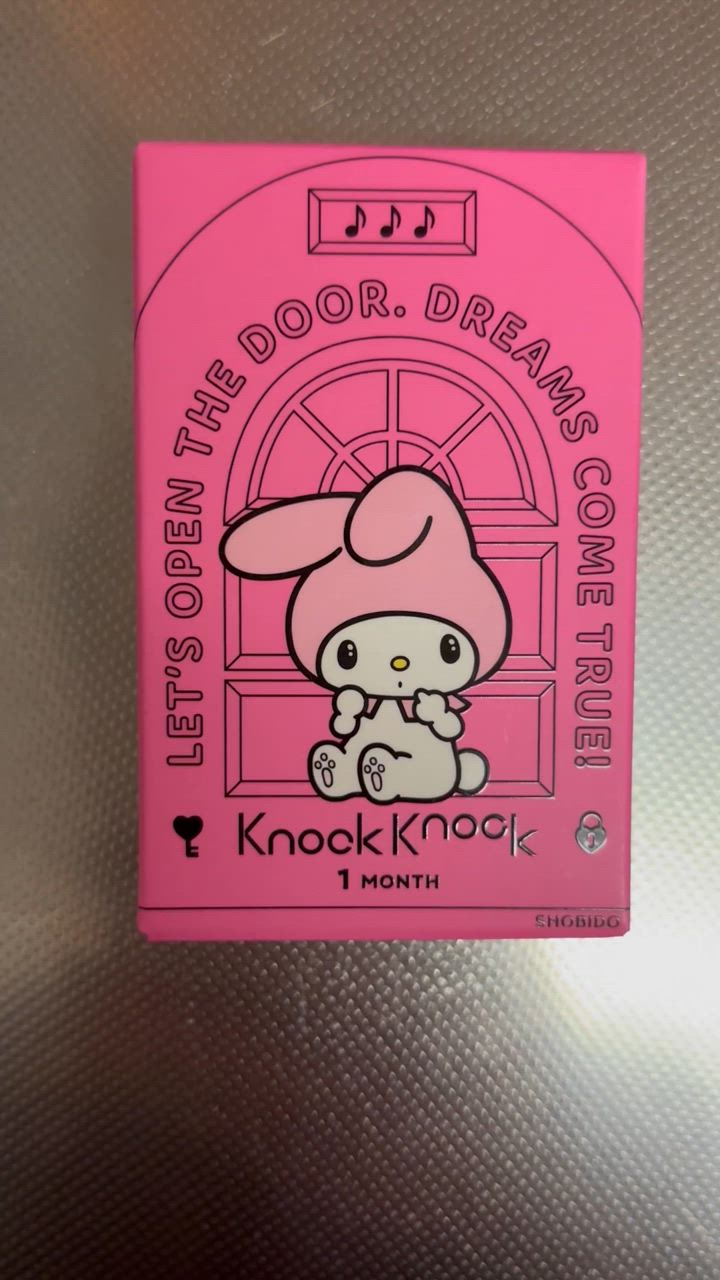 LET'S OPEN THE DOOR. DREAMS COME TRUE!
KnockKnock
1 MONTH
SHOBIDO